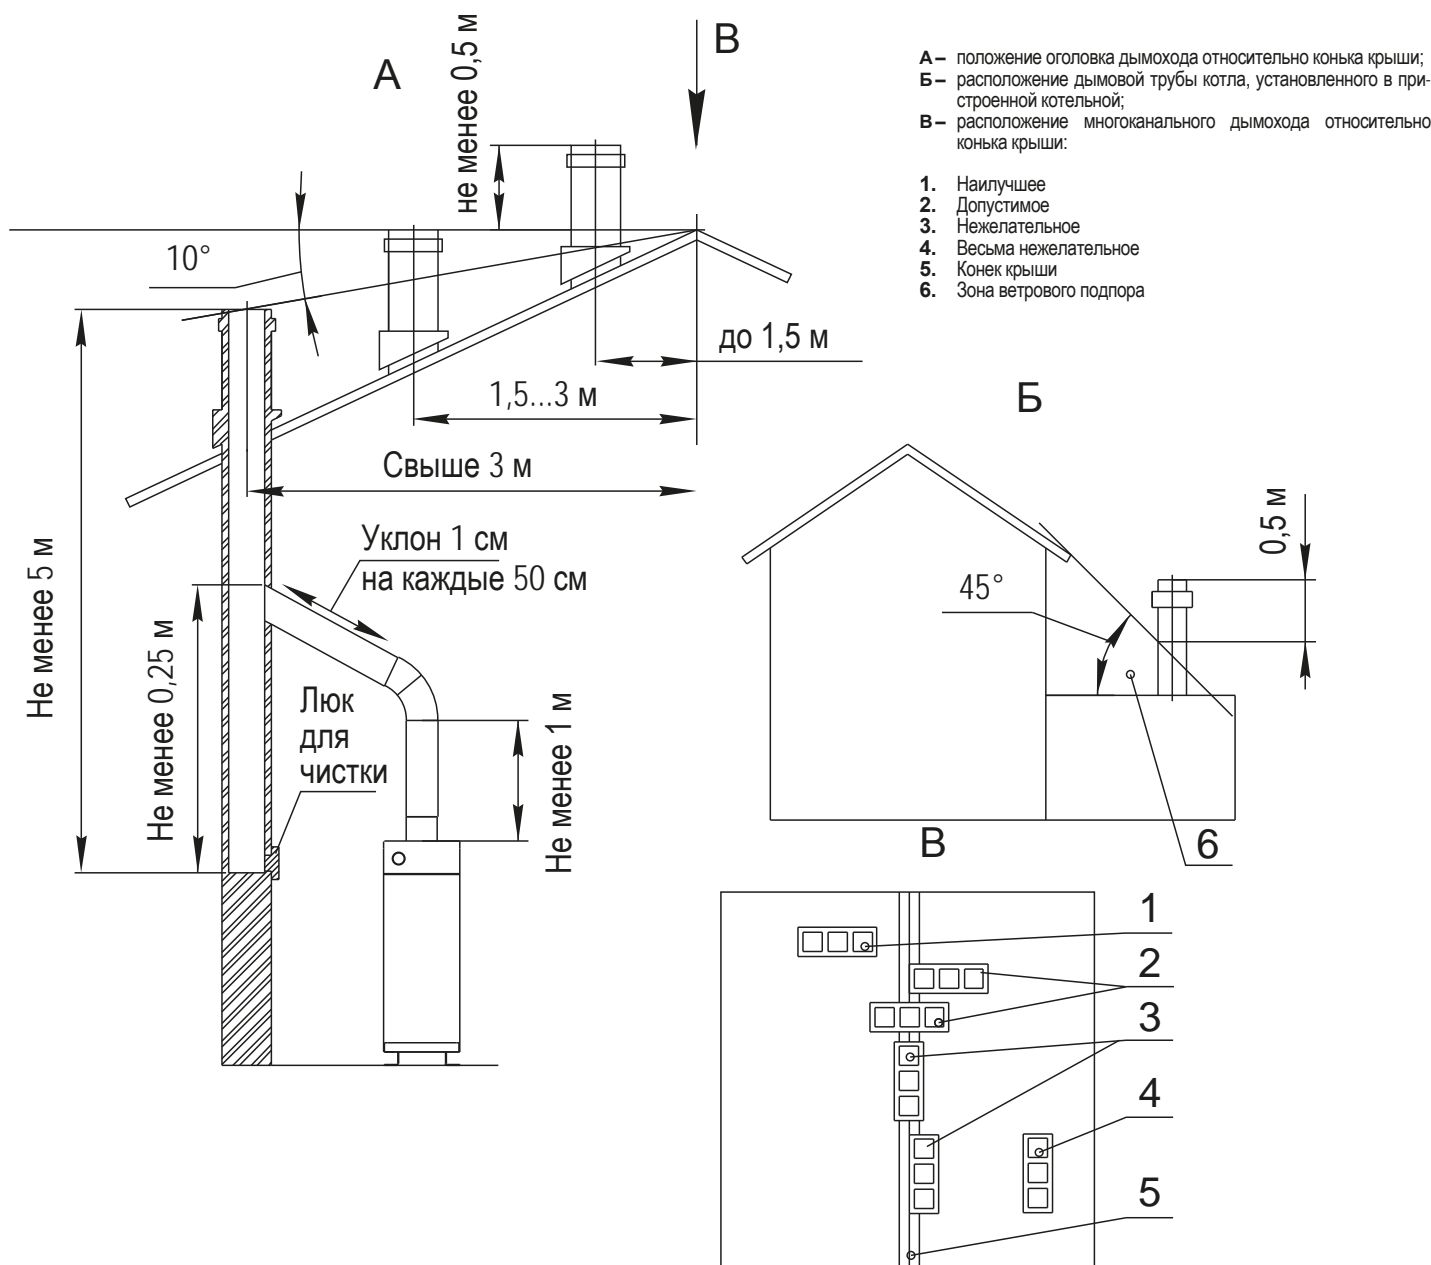 А
не менее 0,5 м
В
10°
до 1,5 м
1,5...3 м
Свыше 3 м
Уклон 1 см
на каждые 50 см
Не менее 5 м
Не менее 0,25 м
Люк
для
чистки
Не менее 1 м
А – положение оголовка дымохода относительно конька крыши;
Б – расположение дымовой трубы котла, установленного в при-
строенной котельной;
В – расположение многоканального дымохода относительно
конька крыши:
1. Наилучшее
2. Допустимое
3. Нежелательное
4. Весьма нежелательное
5. Конек крыши
6. Зона ветрового подпора
Б
0,5 м
45°
6
В
1
2
3
4
5